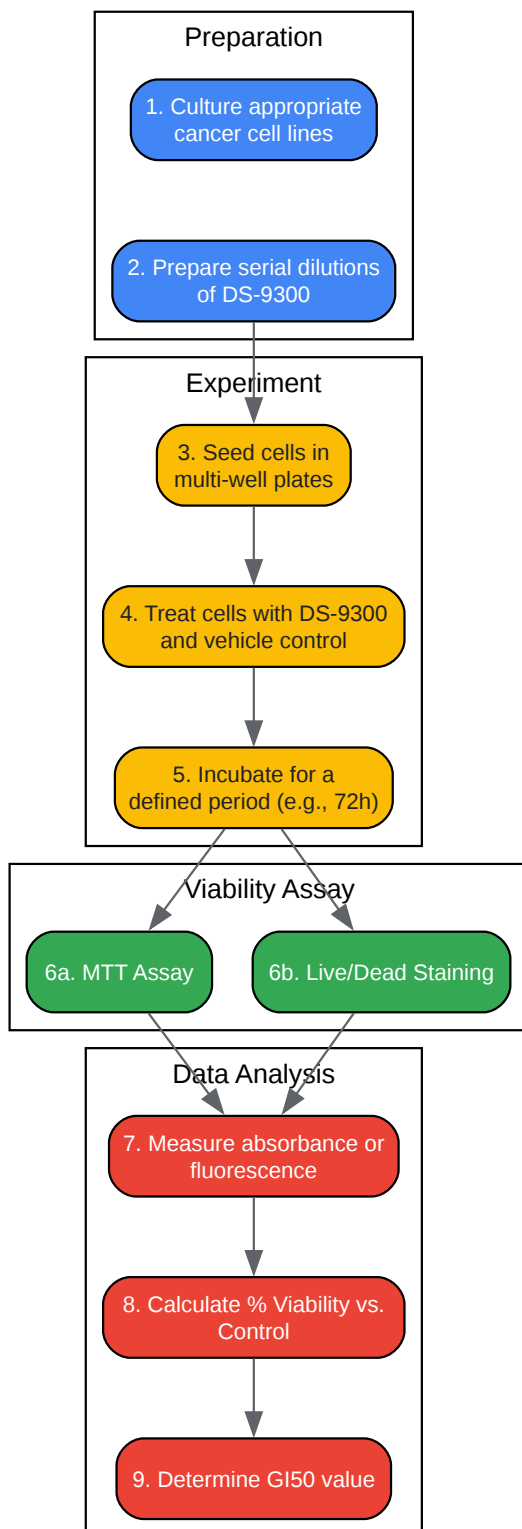 Preparation
1. Culture appropriate
cancer cell lines
2. Prepare serial dilutions
of DS-9300
Experiment
3. Seed cells in
multi-well plates
4. Treat cells with DS-9300
and vehicle control
5. Incubate for a
defined period (e.g., 72h)
Viability Assay
6a. MTT Assay
6b. Live/Dead Staining
Data Analysis
7. Measure absorbance or
fluorescence
8. Calculate % Viability vs.
Control
9. Determine GI50 value